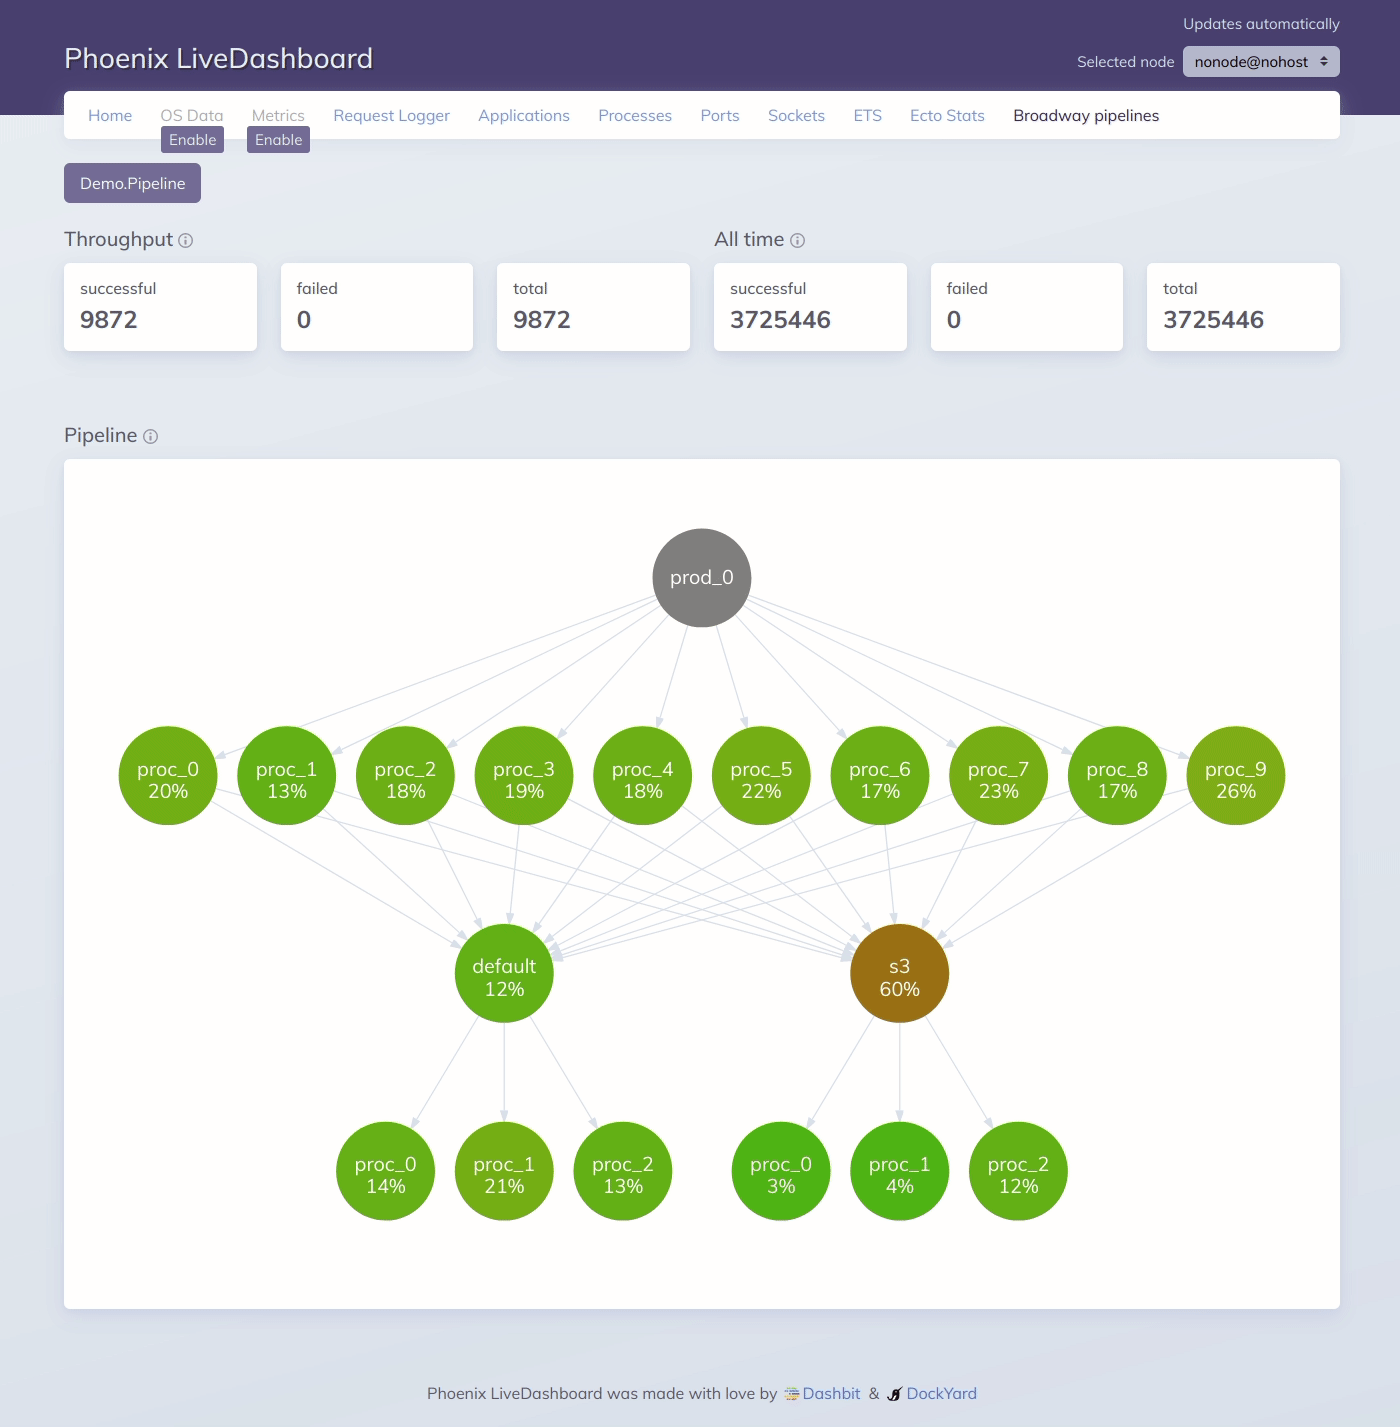 Updates automatically
Phoenix LiveDashboard
Selected node nonode@nohost
Home OS Data Metrics Request Logger Applications Processes Ports Sockets ETS Ecto Stats Broadway pipelines
Enable Enable
Demo.Pipeline
Throughput All time
successful failed total successful failed total
9872 0 9872 3725446 0 3725446
Pipeline
prod_0
proc_0 proc_1 proc_2 proc_3 proc_4 proc_5 proc_6 proc_7 proc_8 proc_9
20% 13% 18% 19% 18% 22% 17% 23% 17% 26%
default s3
12% 60%
proc_0 proc_1 proc_2 proc_0 proc_1 proc_2
14% 21% 13% 3% 4% 12%
Phoenix LiveDashboard was made with love by Dashbit & DockYard